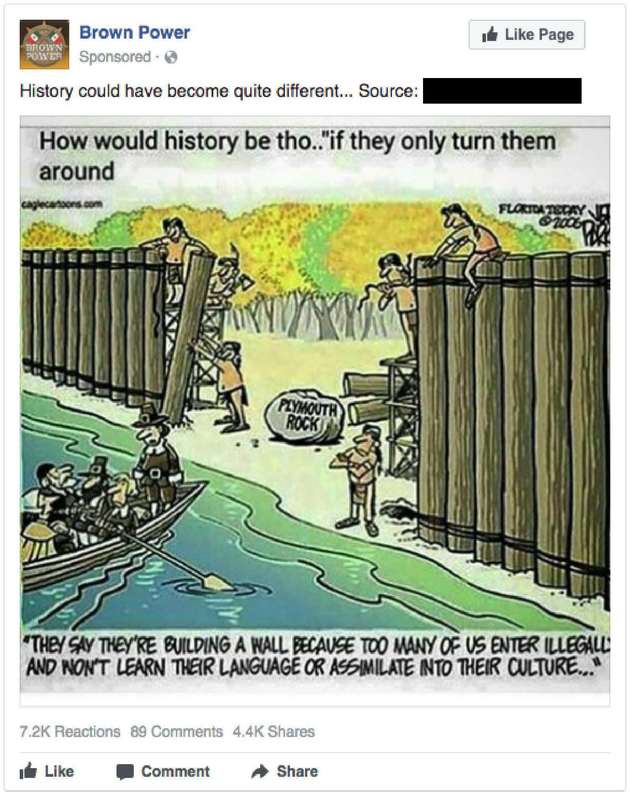 Brown Power
Like Page
BROWN
POWER
Sponsored ·
History could have become quite different... Source:
How would history be tho.."if they only turn them
around
caglecartoons.com
FLORIDA TODAY
©2006
PLYMOUTH
ROCK
"THEY SAY THEY'RE BUILDING A WALL BECAUSE TOO MANY OF US ENTER ILLEGALLY
AND WON'T LEARN THEIR LANGUAGE OR ASSIMILATE INTO THEIR CULTURE..."
7.2K Reactions 89 Comments 4.4K Shares
Like Comment Share